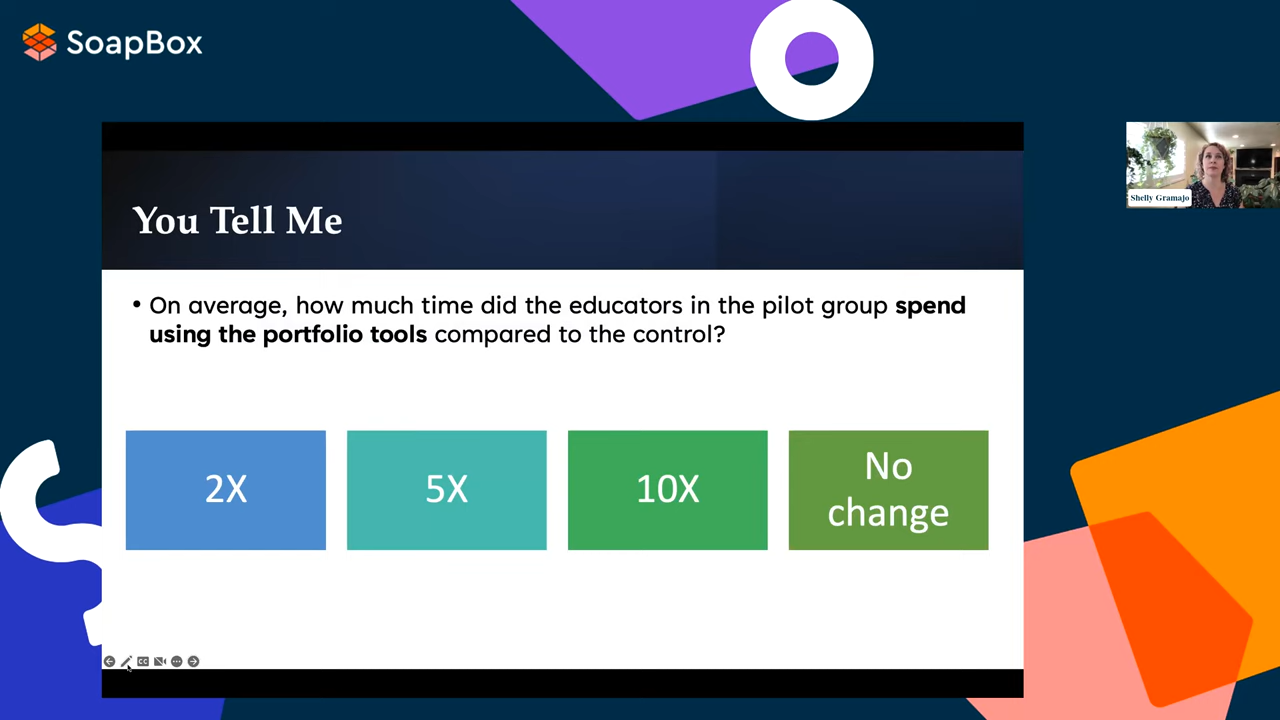 SoapBox
You Tell Me
• On average, how much time did the educators in the pilot group spend
using the portfolio tools compared to the control?
2X
5X
10X
No
change
Shelly Gramajo
CC